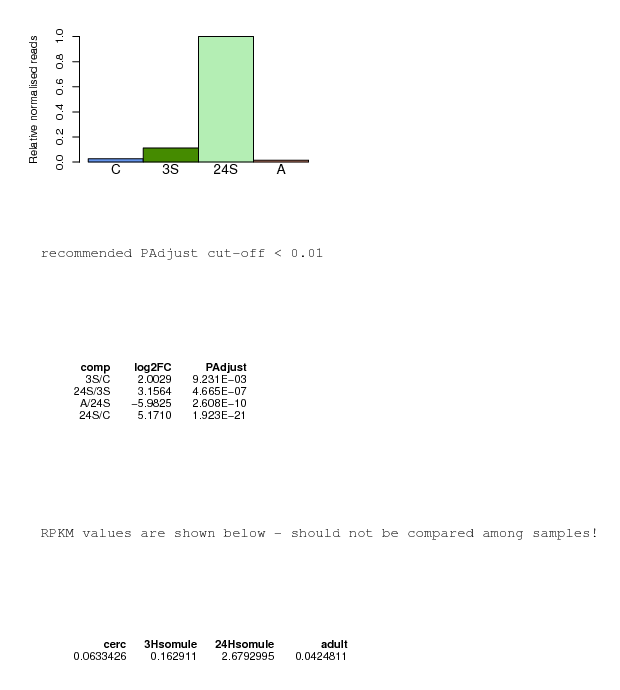 Relative normalised reads
1.0
0.8
0.6
0.4
0.2
0.0
C 3S 24S A
recommended PAdjust cut-off < 0.01
comp log2FC PAdjust
3S/C 2.0029 9.231E−03
24S/3S 3.1564 4.665E−07
A/24S −5.9825 2.608E−10
24S/C 5.1710 1.923E−21
RPKM values are shown below - should not be compared among samples!
cerc 3Hsomule 24Hsomule adult
0.0633426 0.162911 2.6792995 0.0424811